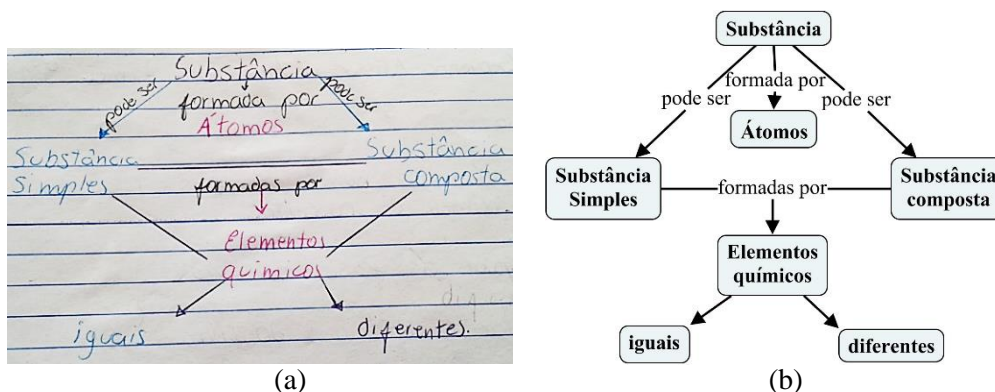 Substância
pode ser
formada por
pode ser
Átomos
Substância
Simples
Substância
composta
formadas por
Elementos
químicos
iguais
diferentes.
(a)
Substância
formada por
pode ser
pode ser
Átomos
Substância
Simples
formadas por
Substância
composta
Elementos
químicos
iguais
diferentes
(b)